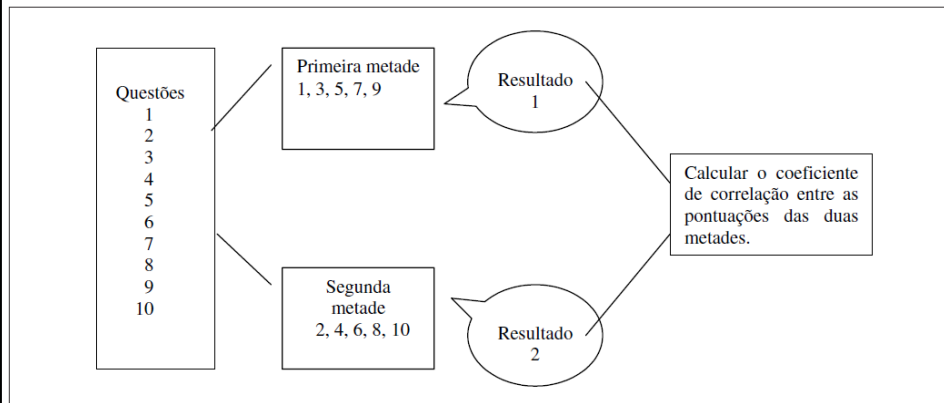 Questões
1
2
3
4
5
6
7
8
9
10
Primeira metade
1, 3, 5, 7, 9
Resultado
1
Segunda
metade
2, 4, 6, 8, 10
Resultado
2
Calcular o coeficiente
de correlação entre as
pontuações das duas
metades.